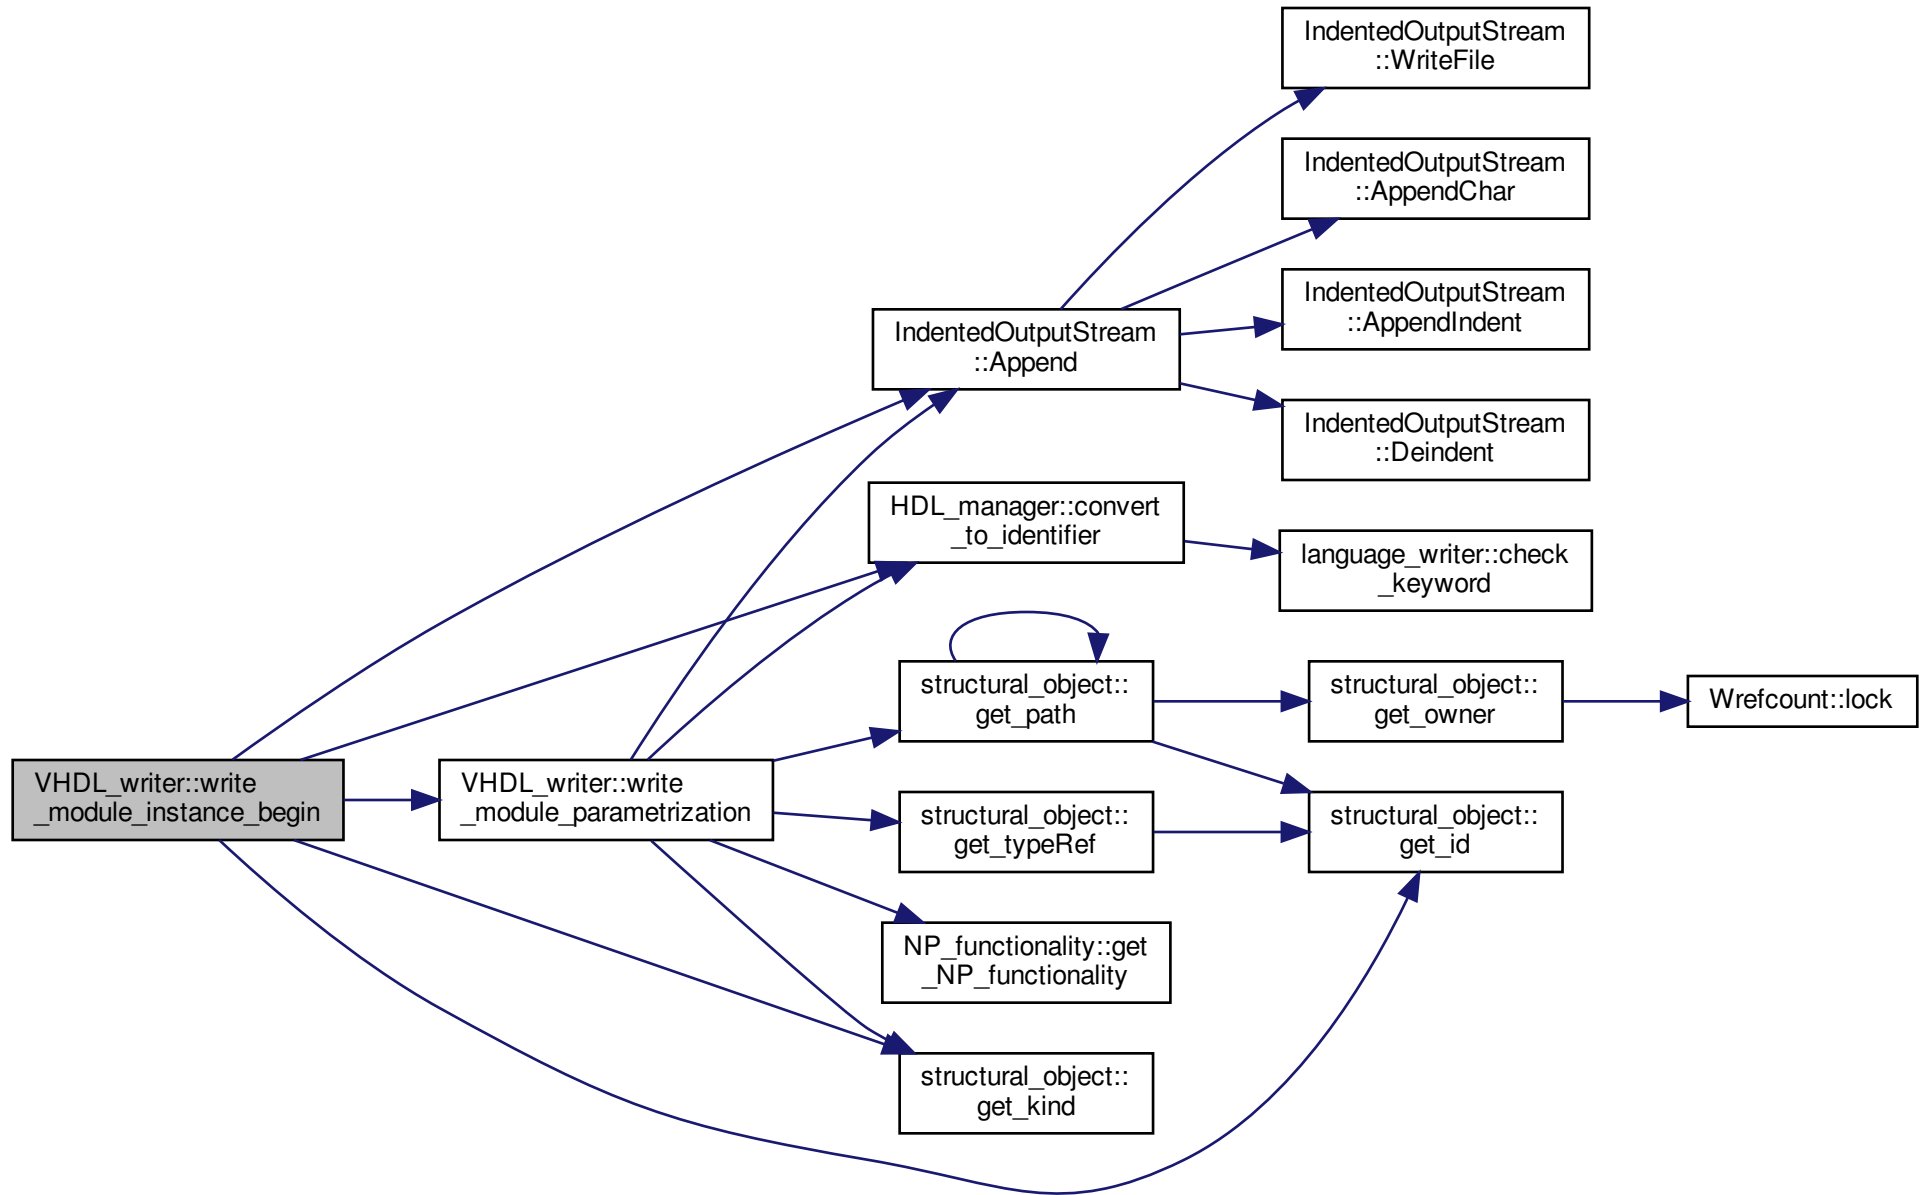 IndentedOutputStream
::WriteFile
IndentedOutputStream
::AppendChar
IndentedOutputStream
::AppendIndent
IndentedOutputStream
::Append
IndentedOutputStream
::Deindent
HDL_manager::convert
_to_identifier
language_writer::check
_keyword
structural_object::
get_path
structural_object::
get_owner
Wrefcount::lock
VHDL_writer::write
_module_instance_begin
VHDL_writer::write
_module_parametrization
structural_object::
get_typeRef
structural_object::
get_id
NP_functionality::get
_NP_functionality
structural_object::
get_kind